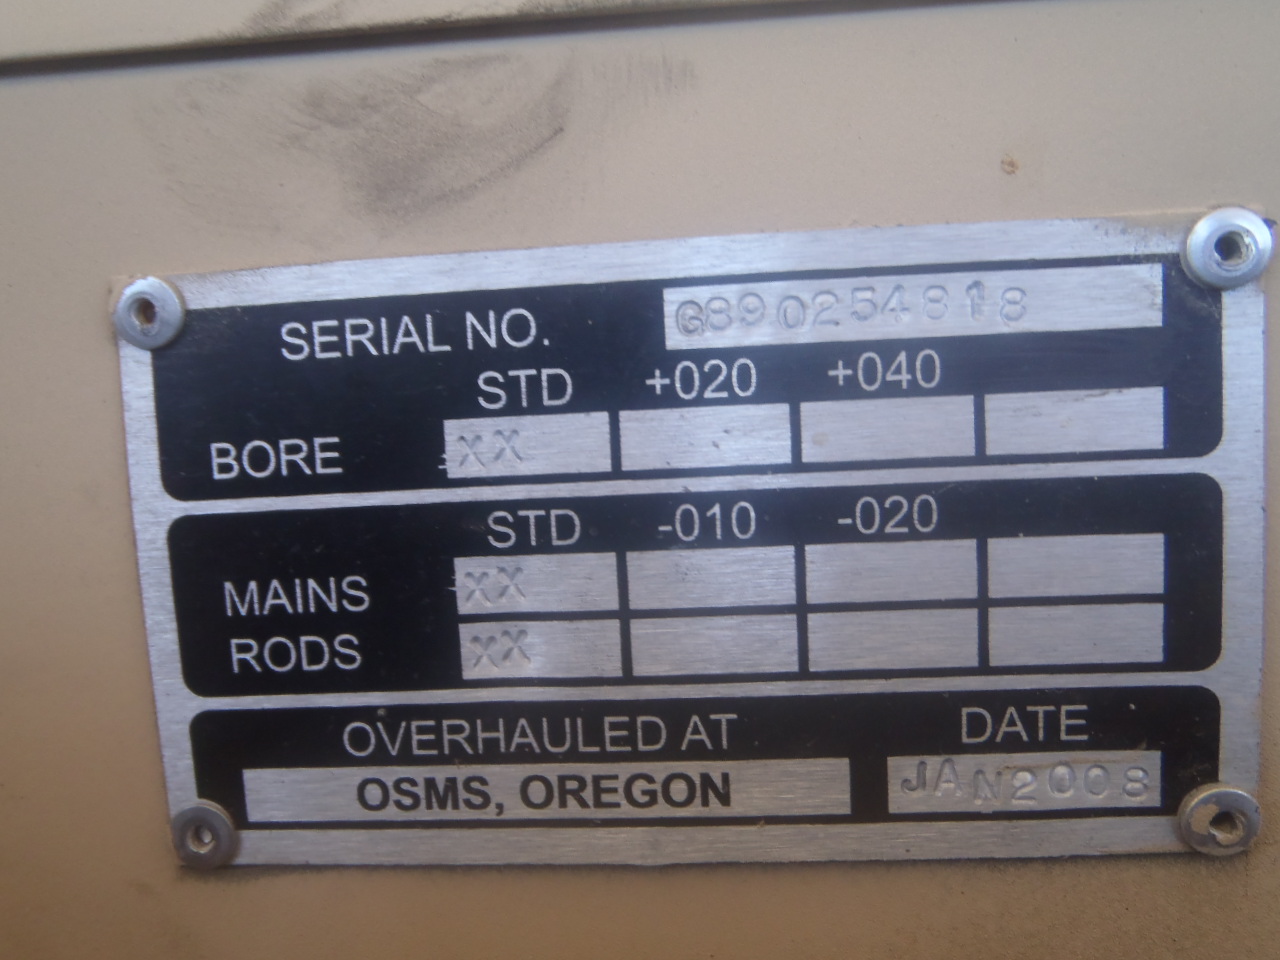 SERIAL NO. G890254818
STD +020 +040
BORE XX
STD -010 -020
MAINS XX
RODS XX
OVERHAULED AT DATE
OSMS, OREGON JAN2008